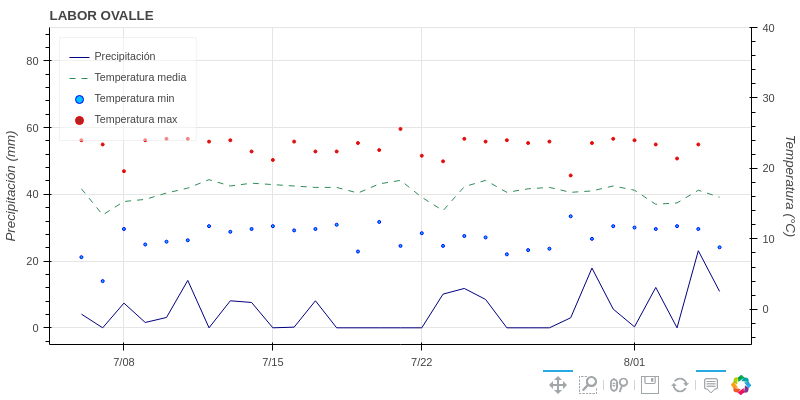 LABOR OVALLE
Precipitación
Temperatura media
Temperatura min
Temperatura max
Precipitación (mm)
80
60
40
20
0
Temperatura (°C)
40
30
20
10
0
7/08
7/15
7/22
8/01